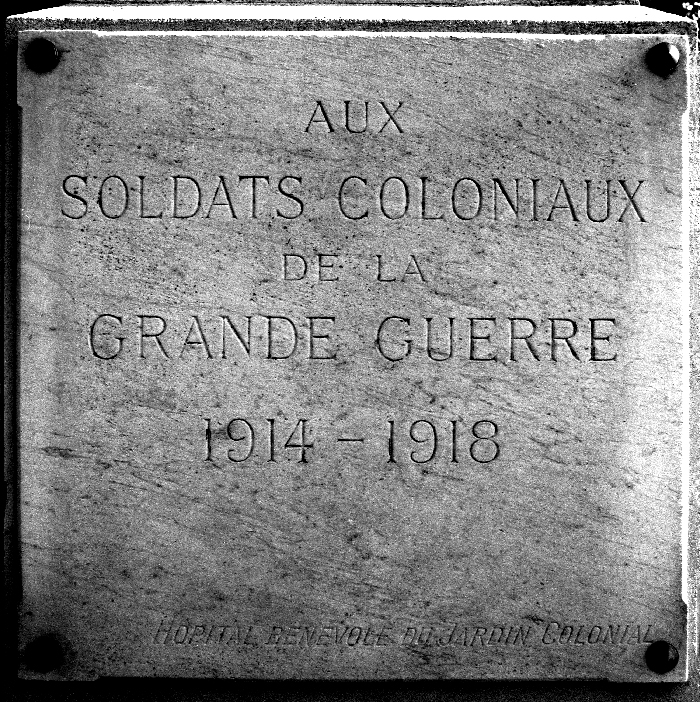 AUX
SOLDATS COLONIAUX
DE LA
GRANDE GUERRE
1914 – 1918
HOPITAL BENEVOLE DU JARDIN COLONIAL